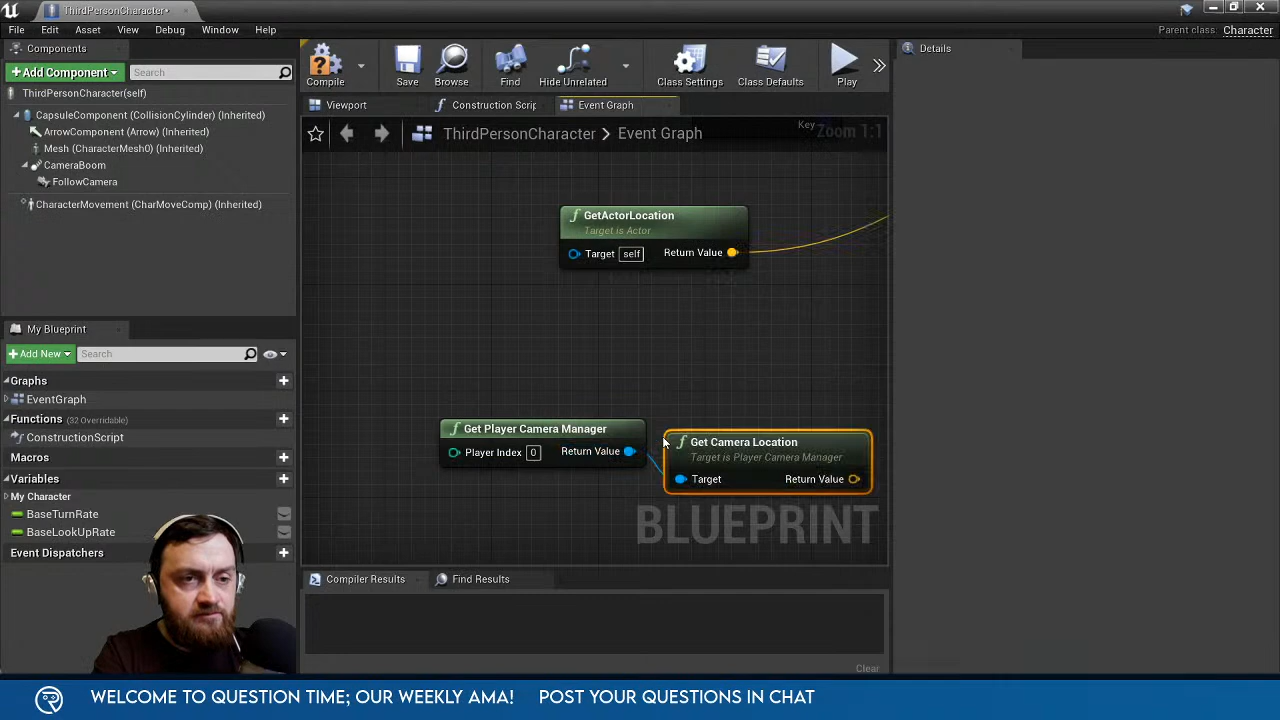 ThirdPersonCharacter*
File Edit Asset View Debug Window Help
Parent class: Character
Components
+Add Component
Search
ThirdPersonCharacter(self)
CapsuleComponent (CollisionCylinder) (Inherited)
ArrowComponent (Arrow) (Inherited)
Mesh (CharacterMesh0) (Inherited)
CameraBoom
FollowCamera
CharacterMovement (CharMoveComp) (Inherited)
My Blueprint
+Add New
Search
Graphs
EventGraph
Functions (32 Overridable)
ConstructionScript
Macros
Variables
My Character
BaseTurnRate
BaseLookUpRate
Event Dispatchers
Compile
Save
Browse
Find
Hide Unrelated
Class Settings
Class Defaults
Play
Viewport
Construction Scrip
Event Graph
ThirdPersonCharacter > Event Graph
Key
Zoom 1:1
GetActorLocation
Target is Actor
Target self
Return Value
Get Player Camera Manager
Player Index 0
Return Value
Get Camera Location
Target is Player Camera Manager
Target
Return Value
BLUEPRINT
Compiler Results
Find Results
Clear
Details
WELCOME TO QUESTION TIME; OUR WEEKLY AMA! POST YOUR QUESTIONS IN CHAT